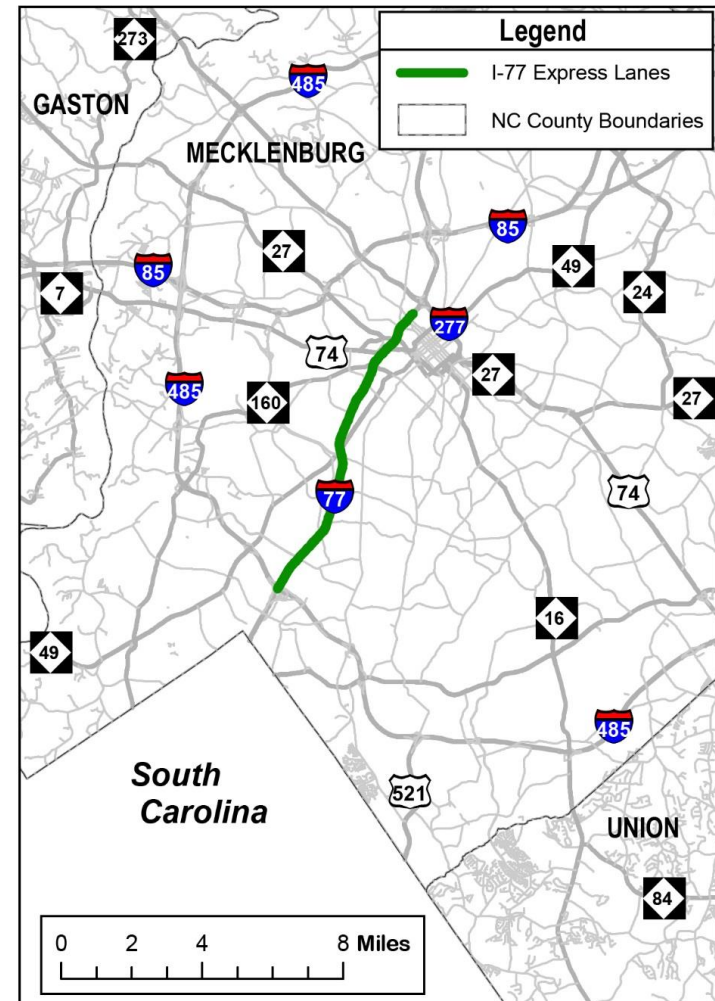 Legend
I-77 Express Lanes
NC County Boundaries
273
485
GASTON
MECKLENBURG
85
27
49
85
7
24
277
74
27
485
160
27
74
77
16
49
485
South
Carolina
521
UNION
84
0 2 4 8 Miles